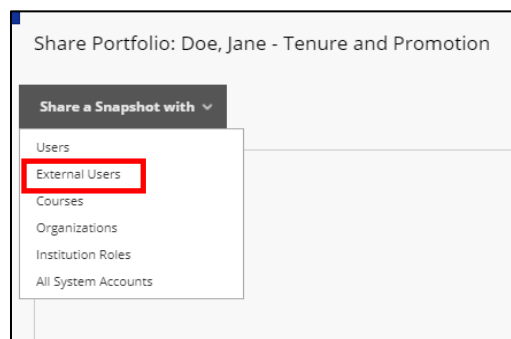 Share Portfolio: Doe, Jane - Tenure and Promotion
Share a Snapshot with
Users
External Users
Courses
Organizations
Institution Roles
All System Accounts